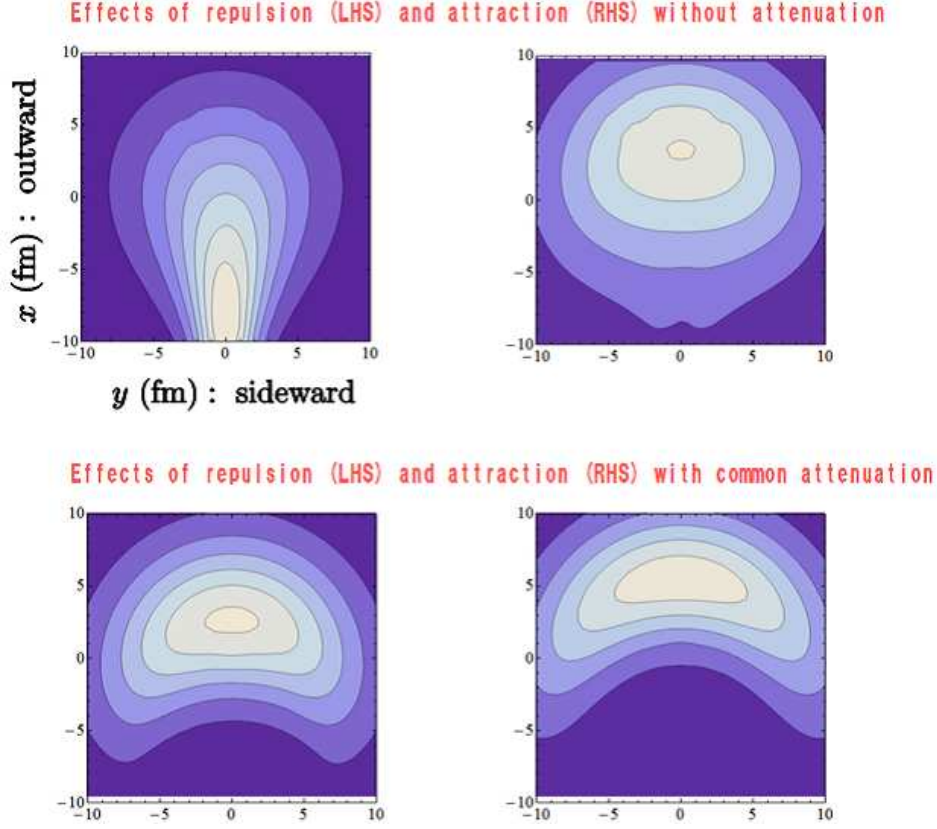 Effects of repulsion (LHS) and attraction (RHS) without attenuation
10
5
0
−5
−10
−10 −5 0 5 10
x (fm) : outward
y (fm) : sideward
10
5
0
−5
−10
−10 −5 0 5 10
Effects of repulsion (LHS) and attraction (RHS) with common attenuation
10
5
0
−5
−10
−10 −5 0 5 10
10
5
0
−5
−10
−10 −5 0 5 10